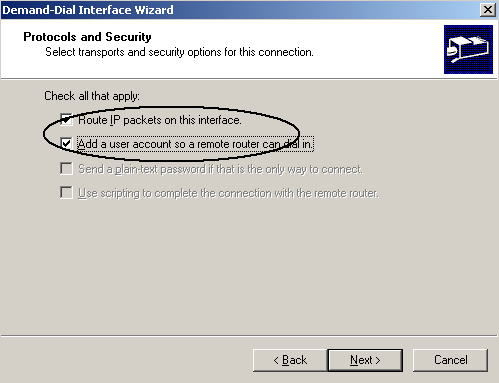 Demand-Dial Interface Wizard
Protocols and Security
Select transports and security options for this connection.
Check all that apply:
Route IP packets on this interface.
Add a user account so a remote router can dial in.
Send a plain-text password if that is the only way to connect.
Use scripting to complete the connection with the remote router.
< Back
Next >
Cancel